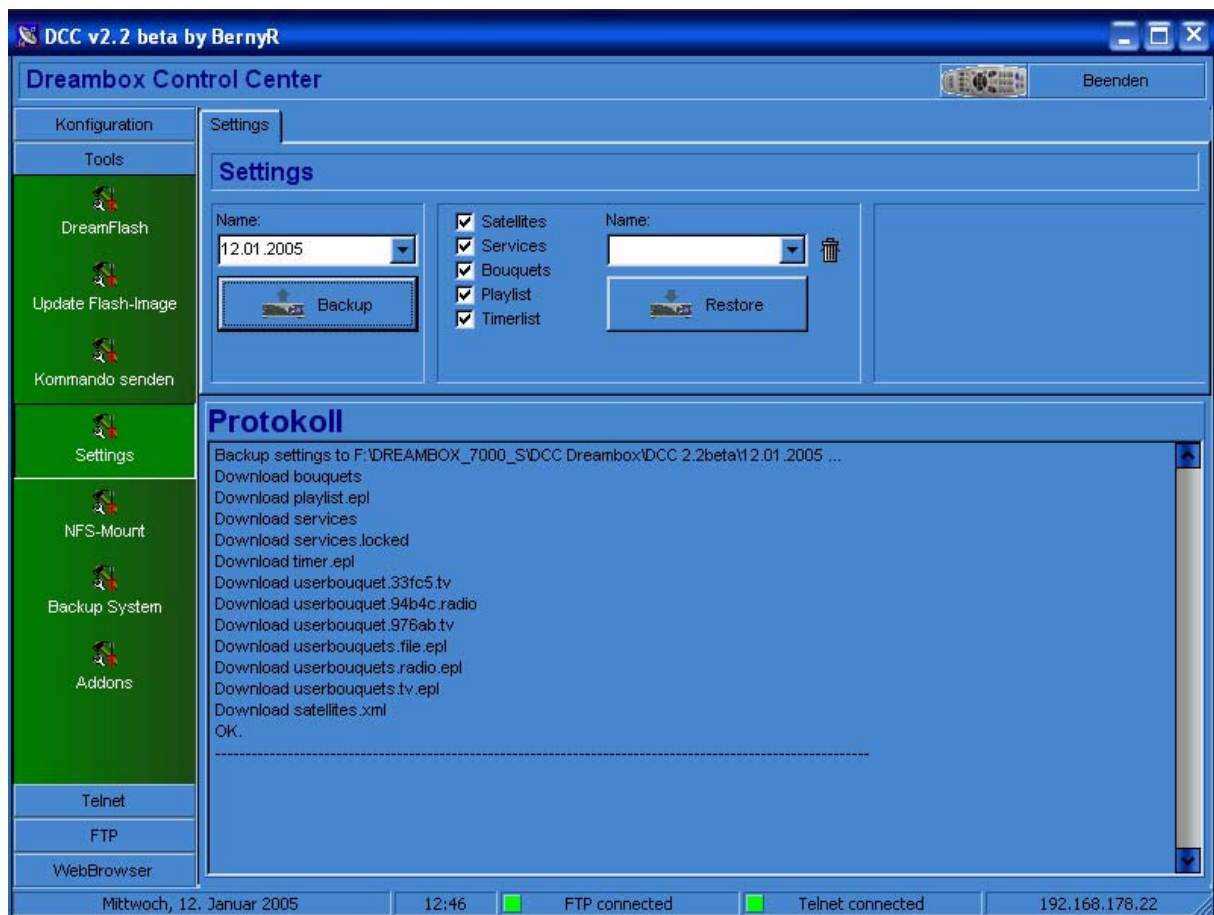 DCC v2.2 beta by BernyR
Dreambox Control Center
Beenden
Konfiguration
Tools
DreamFlash
Update Flash-Image
Kommando senden
Settings
NFS-Mount
Backup System
Addons
Telnet
FTP
WebBrowser
Settings
Settings
Name:
12.01.2005
Backup
Satellites
Services
Bouquets
Playlist
Timerlist
Name:
Restore
Protokoll
Backup settings to F:\DREAMBOX_7000_S\DCC Dreambox\DCC 2.2beta\12.01.2005 ...
Download bouquets
Download playlist.epl
Download services
Download services.locked
Download timer.epl
Download userbouquet.33fc5.tv
Download userbouquet.94b4c.radio
Download userbouquet.976ab.tv
Download userbouquets.file.epl
Download userbouquets.radio.epl
Download userbouquets.tv.epl
Download satellites.xml
OK.
Mittwoch, 12. Januar 2005
12:46
FTP connected
Telnet connected
192.168.178.22